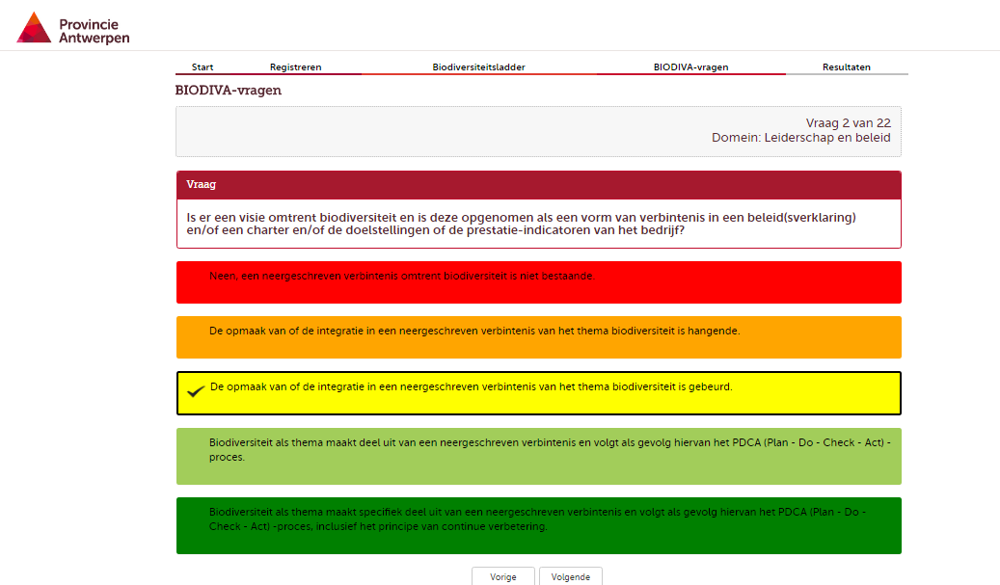 Provincie
Antwerpen
Start
Registreren
Biodiversiteitsladder
BIODIVA-vragen
Resultaten
BIODIVA-vragen
Vraag 2 van 22
Domein: Leiderschap en beleid
Vraag
Is er een visie omtrent biodiversiteit en is deze opgenomen als een vorm van verbintenis in een beleid(sverklaring)
en/of een charter en/of de doelstellingen of de prestatie-indicatoren van het bedrijf?
Neen, een neergeschreven verbintenis omtrent biodiversiteit is niet bestaande.
De opmaak van of de integratie in een neergeschreven verbintenis van het thema biodiversiteit is hangende.
De opmaak van of de integratie in een neergeschreven verbintenis van het thema biodiversiteit is gebeurd.
Biodiversiteit als thema maakt deel uit van een neergeschreven verbintenis en volgt als gevolg hiervan het PDCA (Plan - Do - Check - Act) -
proces.
Biodiversiteit als thema maakt specifiek deel uit van een neergeschreven verbintenis en volgt als gevolg hiervan het PDCA (Plan - Do -
Check - Act) -proces, inclusief het principe van continue verbetering.
Vorige
Volgende